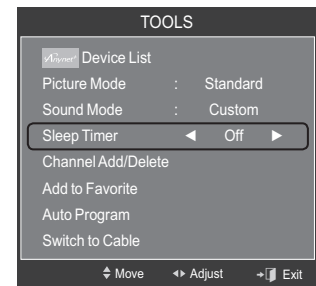 TOOLS
Anynet+ Device List
Picture Mode : Standard
Sound Mode : Custom
Sleep Timer ◄ Off ►
Channel Add/Delete
Add to Favorite
Auto Program
Switch to Cable
Move Adjust Exit